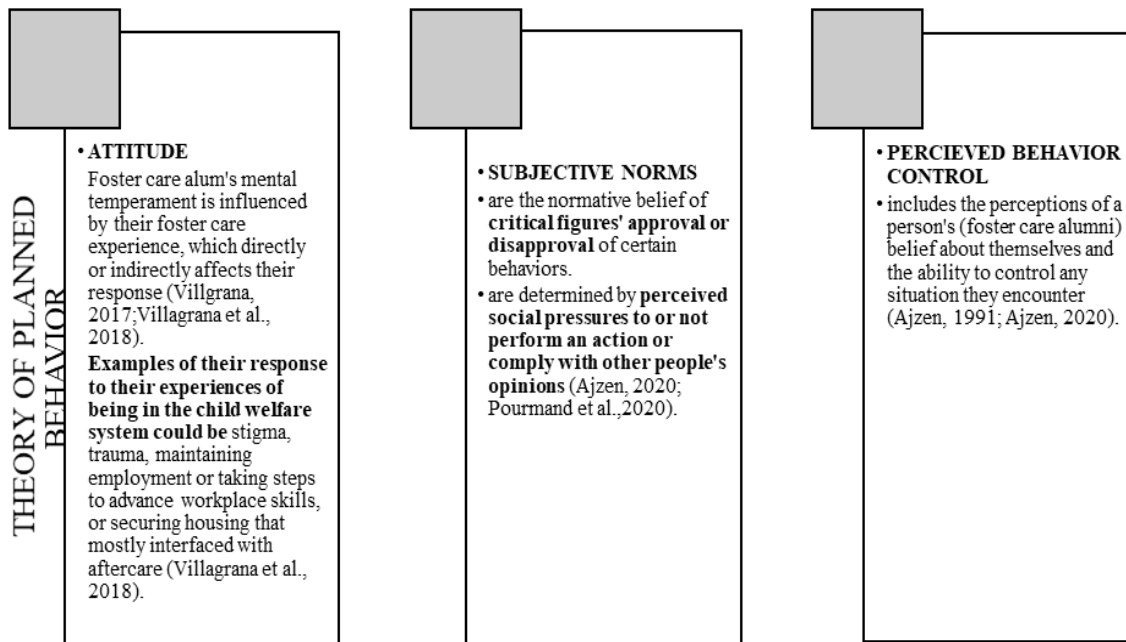 THEORY OF PLANNED
BEHAVIOR
• ATTITUDE
Foster care alum's mental
temperament is influenced
by their foster care
experience, which directly
or indirectly affects their
response (Villgrana,
2017;Villagrana et al.,
2018).
Examples of their response
to their experiences of
being in the child welfare
system could be stigma,
trauma, maintaining
employment or taking steps
to advance workplace skills,
or securing housing that
mostly interfaced with
aftercare (Villagrana et al.,
2018).
• SUBJECTIVE NORMS
• are the normative belief of
critical figures' approval or
disapproval of certain
behaviors.
• are determined by perceived
social pressures to or not
perform an action or
comply with other people's
opinions (Ajzen, 2020;
Pourmand et al.,2020).
• PERCIEVED BEHAVIOR
CONTROL
• includes the perceptions of a
person's (foster care alumni)
belief about themselves and
the ability to control any
situation they encounter
(Ajzen, 1991; Ajzen, 2020).